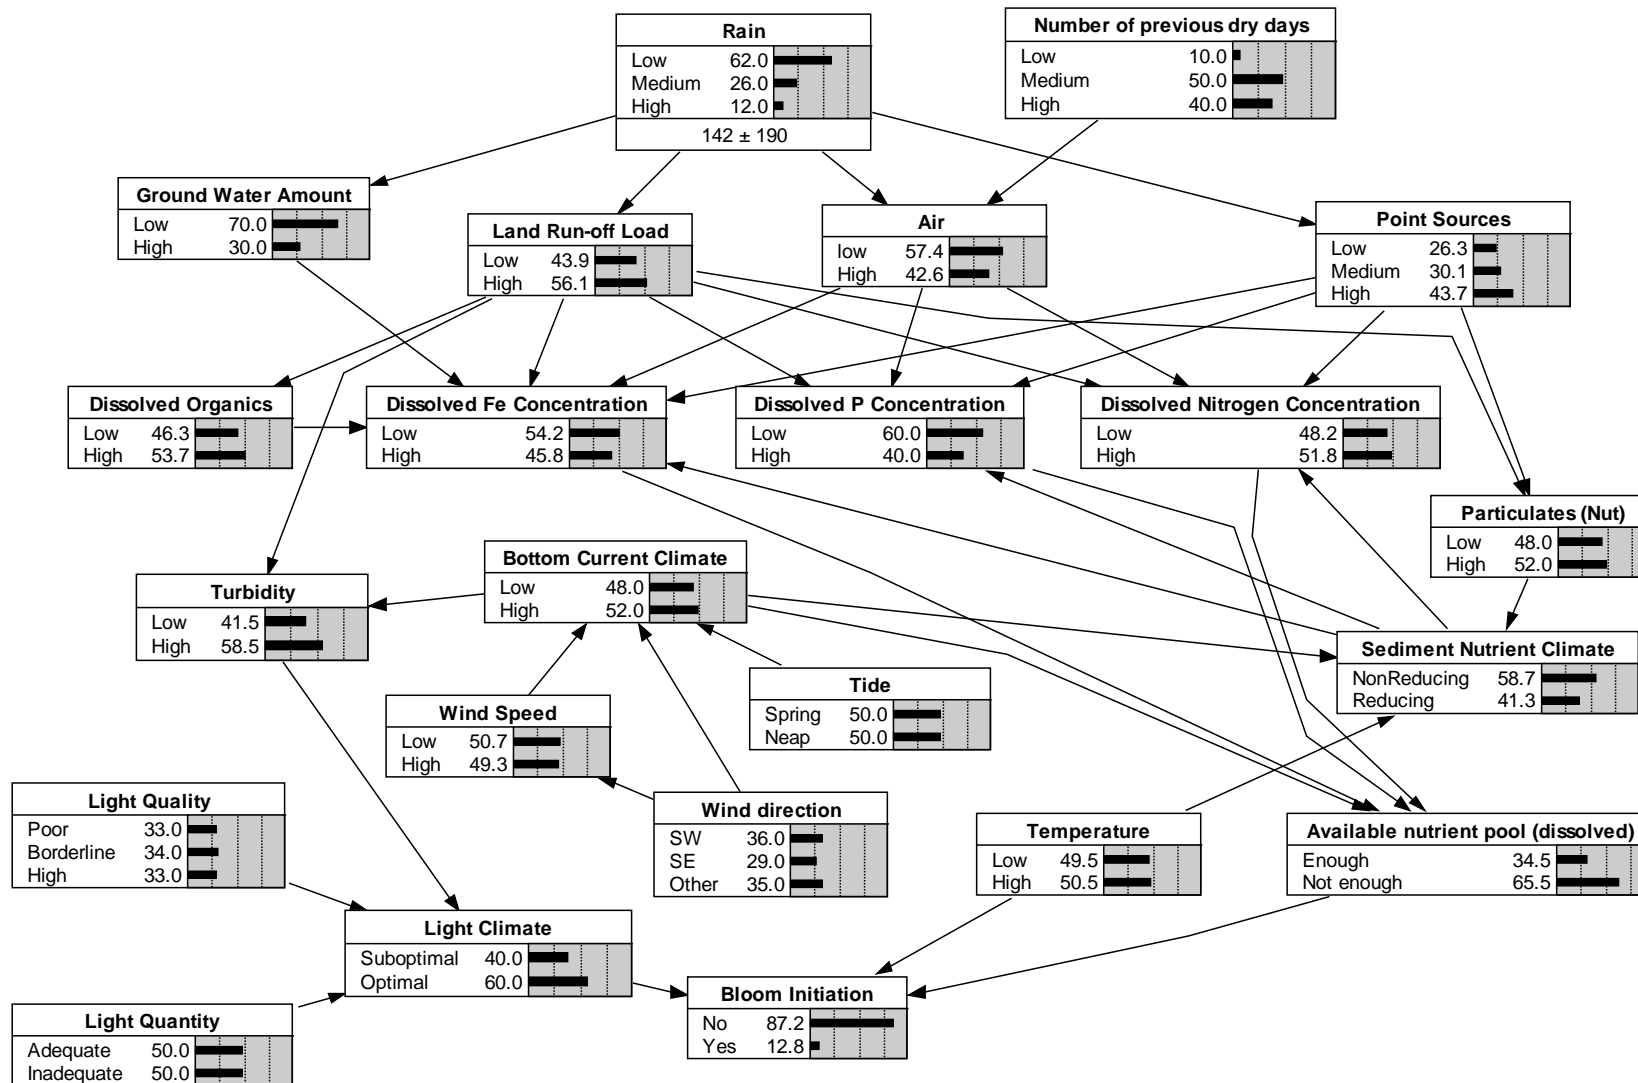 Rain
Low 62.0
Medium 26.0
High 12.0
142 ± 190
Number of previous dry days
Low 10.0
Medium 50.0
High 40.0
Ground Water Amount
Low 70.0
High 30.0
Land Run-off Load
Low 43.9
High 56.1
Air
low 57.4
High 42.6
Point Sources
Low 26.3
Medium 30.1
High 43.7
Dissolved Organics
Low 46.3
High 53.7
Dissolved Fe Concentration
Low 54.2
High 45.8
Dissolved P Concentration
Low 60.0
High 40.0
Dissolved Nitrogen Concentration
Low 48.2
High 51.8
Particulates (Nut)
Low 48.0
High 52.0
Bottom Current Climate
Low 48.0
High 52.0
Turbidity
Low 41.5
High 58.5
Sediment Nutrient Climate
NonReducing 58.7
Reducing 41.3
Tide
Spring 50.0
Neap 50.0
Wind Speed
Low 50.7
High 49.3
Light Quality
Poor 33.0
Borderline 34.0
High 33.0
Wind direction
SW 36.0
SE 29.0
Other 35.0
Temperature
Low 49.5
High 50.5
Available nutrient pool (dissolved)
Enough 34.5
Not enough 65.5
Light Climate
Suboptimal 40.0
Optimal 60.0
Bloom Initiation
No 87.2
Yes 12.8
Light Quantity
Adequate 50.0
Inadequate 50.0